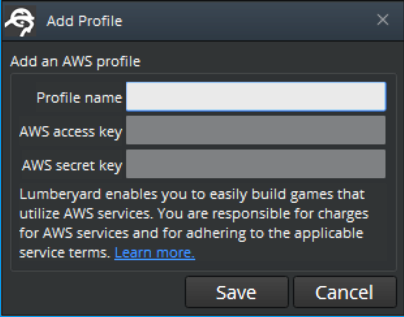 Add Profile
Add an AWS profile
Profile name
AWS access key
AWS secret key
Lumberyard enables you to easily build games that
utilize AWS services. You are responsible for charges
for AWS services and for adhering to the applicable
service terms. Learn more.
Save Cancel